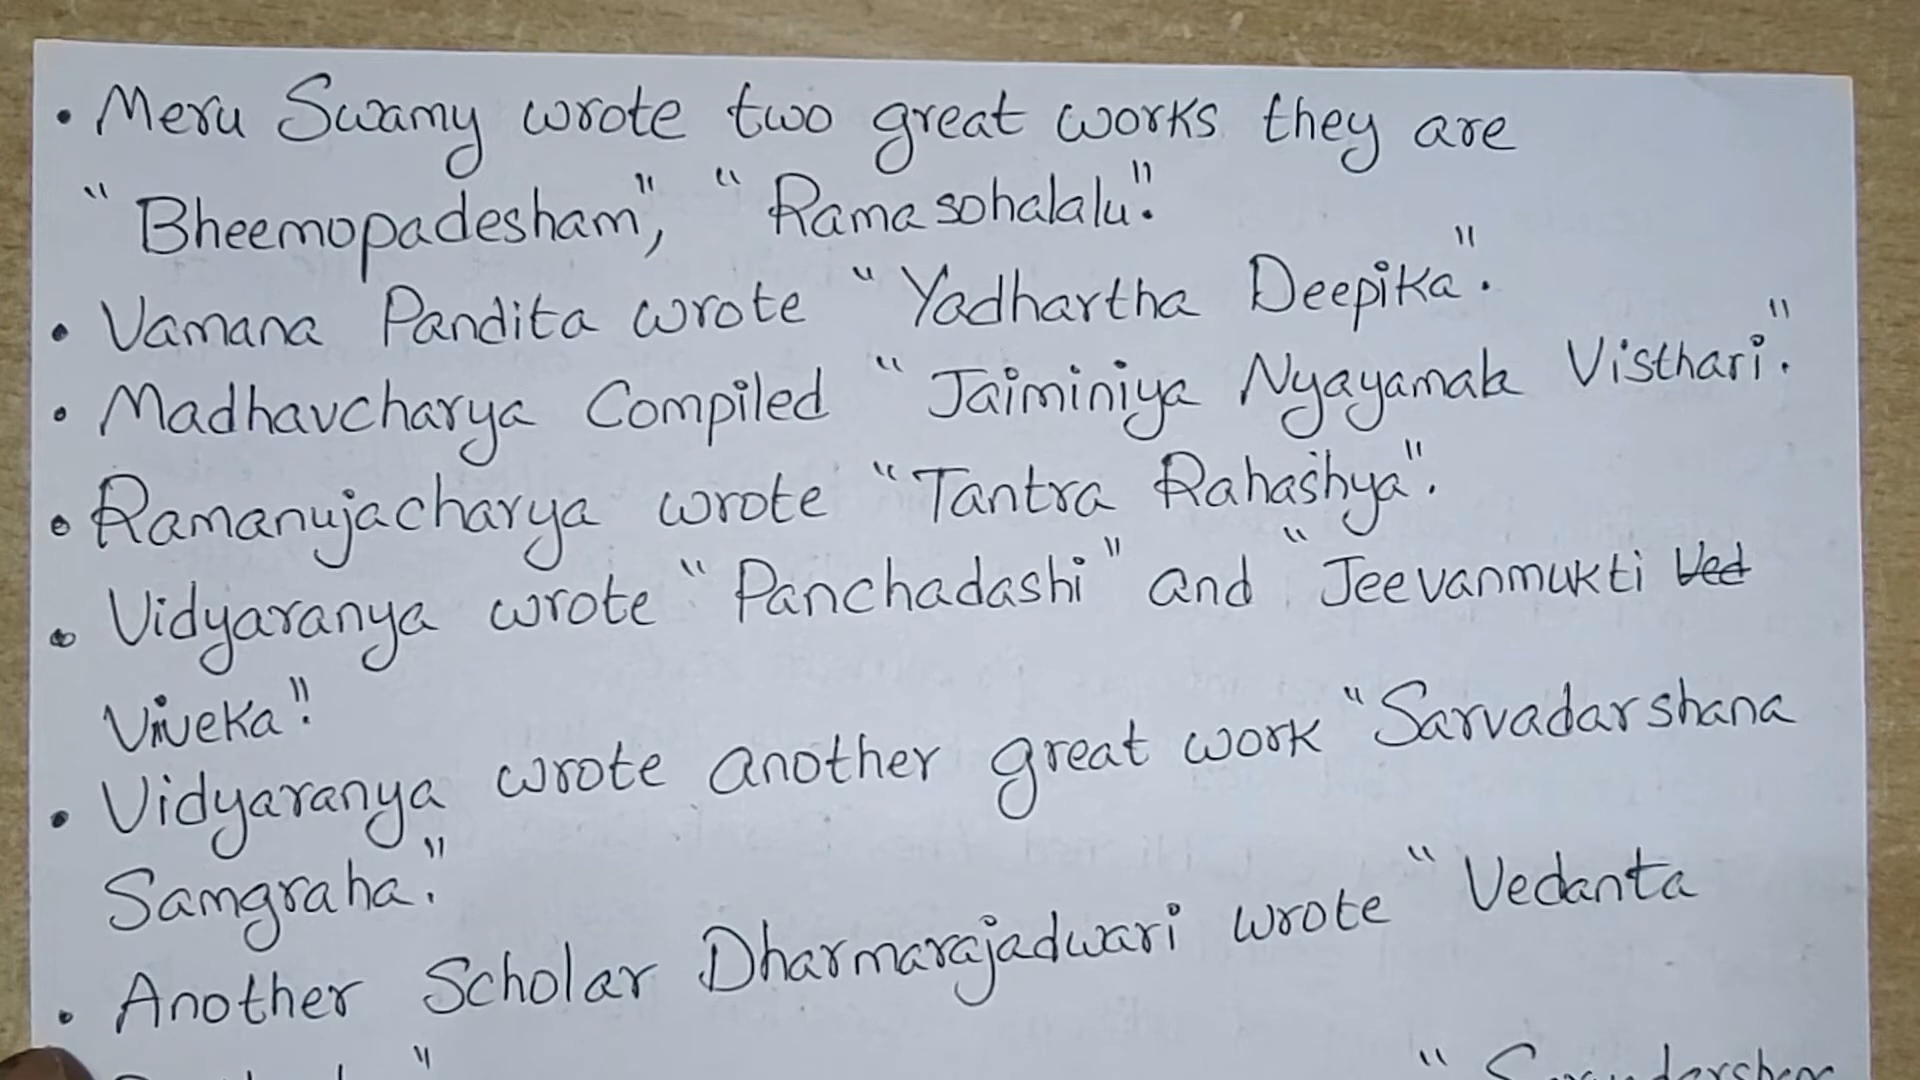 • Meru Swamy wrote two great works they are
"Bheemopadesham", "Ramasohalalu".
• Vamana Pandita wrote "Yadhartha Deepika".
• Madhavcharya Compiled "Jaiminiya Nyayamala Visthari."
• Ramanujacharya wrote "Tantra Rahashya".
• Vidyaranya wrote "Panchadashi" and "Jeevanmukti Ved
Viveka".
• Vidyaranya wrote another great work "Sarvadarshana
Samgraha."
• Another Scholar Dharmarajadwari wrote "Vedanta